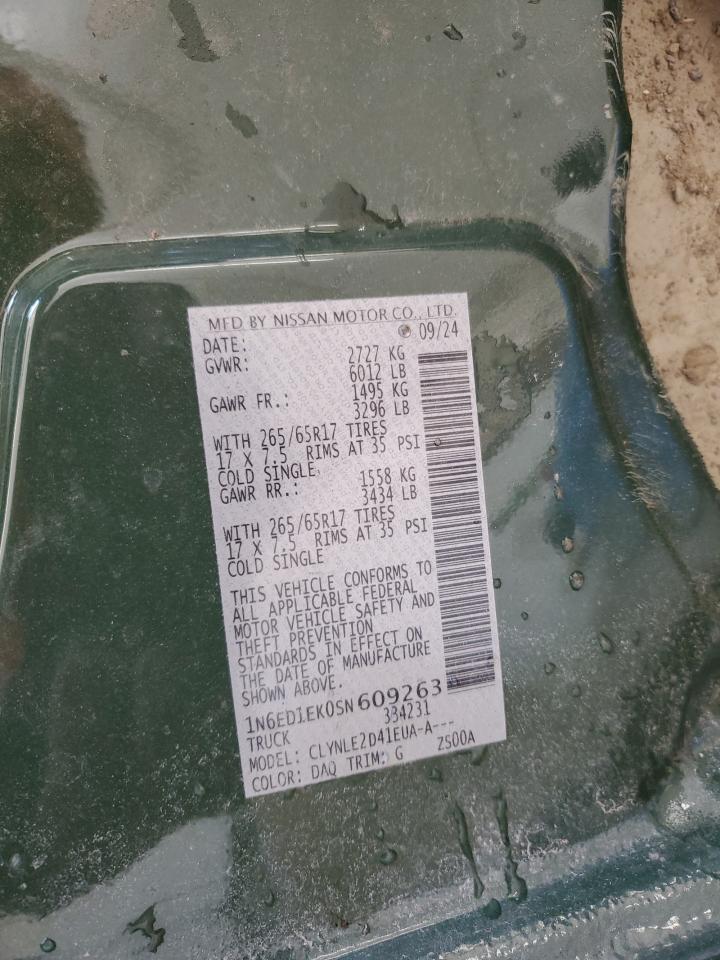 MFD BY NISSAN MOTOR CO., LTD.
DATE: 09/24
GVWR: 2727 KG
6012 LB
GAWR FR.: 1495 KG
3296 LB
WITH 265/65R17 TIRES
17 X 7.5 RIMS AT 35 PSI
COLD SINGLE
GAWR RR.: 1558 KG
3434 LB
WITH 265/65R17 TIRES
17 X 7.5 RIMS AT 35 PSI
COLD SINGLE
THIS VEHICLE CONFORMS TO
ALL APPLICABLE FEDERAL
MOTOR VEHICLE SAFETY AND
THEFT PREVENTION
STANDARDS IN EFFECT ON
THE DATE OF MANUFACTURE
SHOWN ABOVE.
1N6ED1EK0SN609263
TRUCK 334231
MODEL: CLYNLE2D41EUA-A---
COLOR: DAQ TRIM: G ZS00A